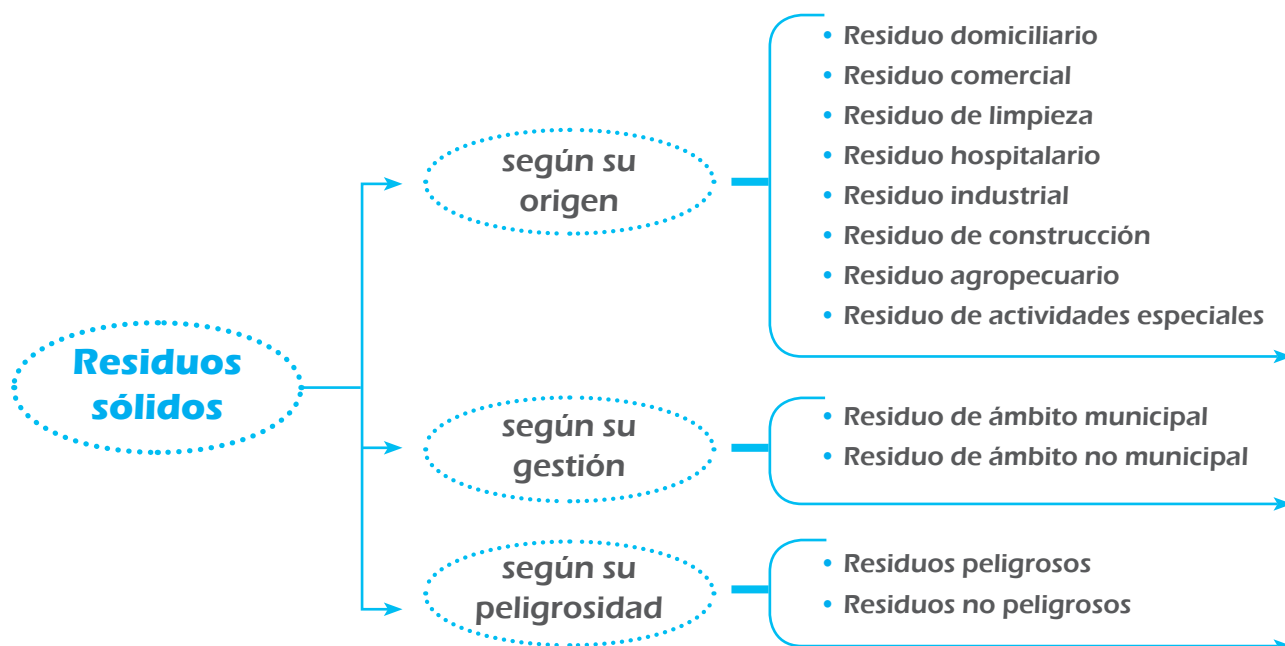 Residuos
sólidos
según su
origen
• Residuo domiciliario
• Residuo comercial
• Residuo de limpieza
• Residuo hospitalario
• Residuo industrial
• Residuo de construcción
• Residuo agropecuario
• Residuo de actividades especiales
según su
gestión
• Residuo de ámbito municipal
• Residuo de ámbito no municipal
según su
peligrosidad
• Residuos peligrosos
• Residuos no peligrosos